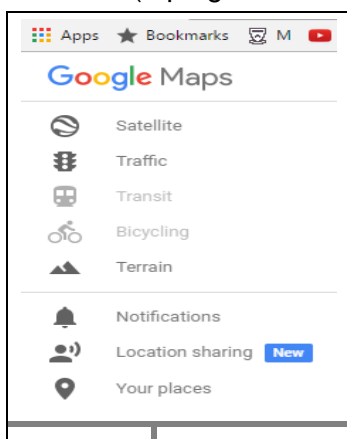 Apps Bookmarks M
Google Maps
Satellite
Traffic
Transit
Bicycling
Terrain
Notifications
Location sharing New
Your places